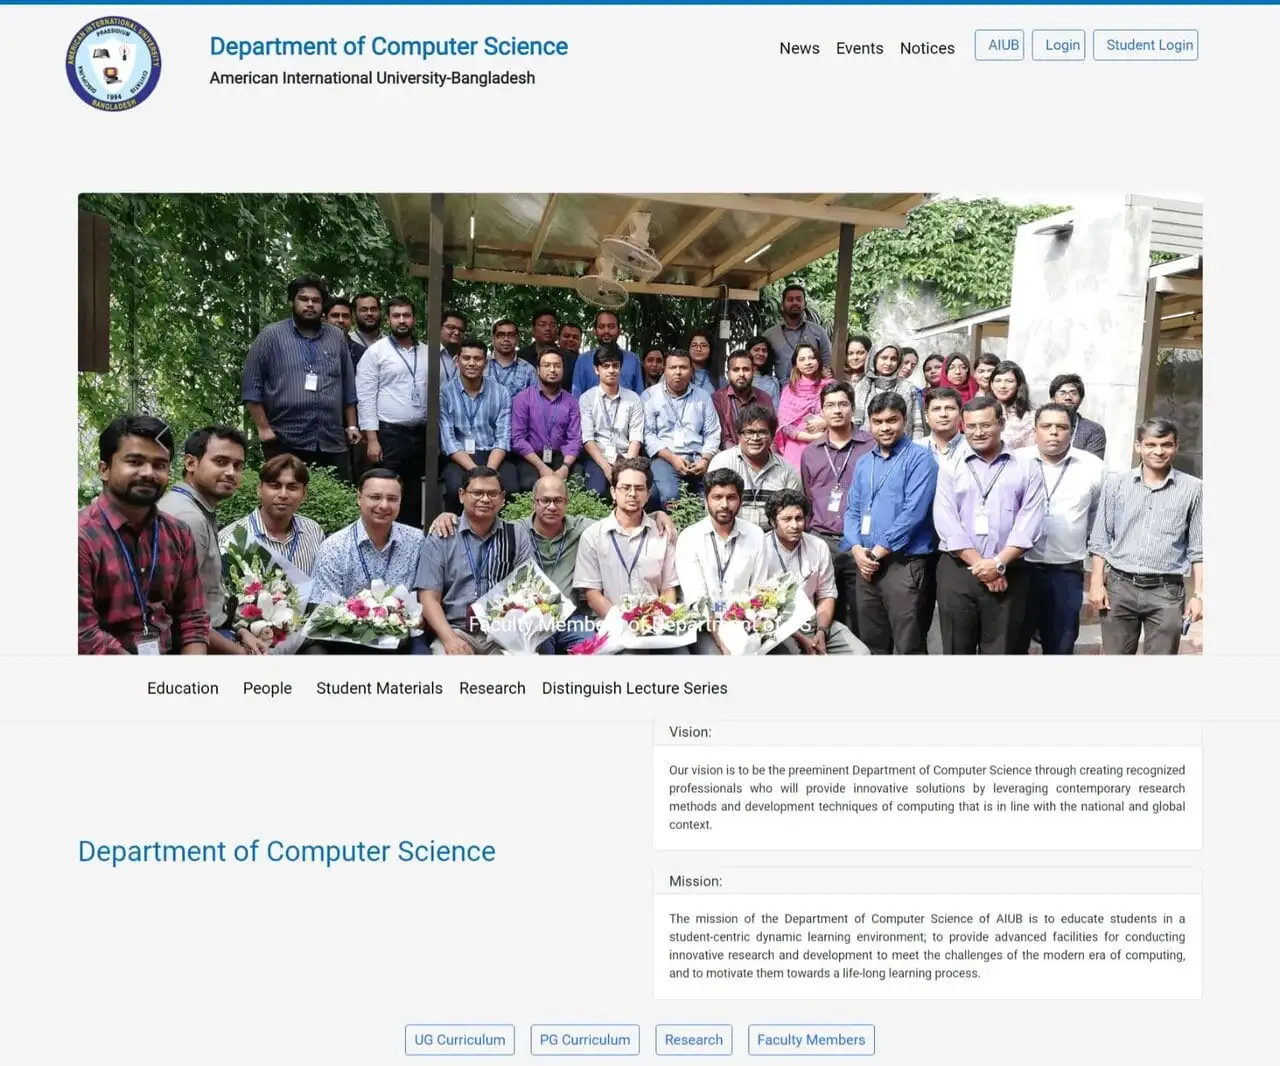 AMERICAN INTERNATIONAL UNIVERSITY
PRAESIDIUM
DISCIPLINA
CIVITATIS
1994
BANGLADESH
Department of Computer Science
American International University-Bangladesh
News Events Notices AIUB Login Student Login
Faculty Members of Department of CS
Education People Student Materials Research Distinguish Lecture Series
Department of Computer Science
Vision:
Our vision is to be the preeminent Department of Computer Science through creating recognized
professionals who will provide innovative solutions by leveraging contemporary research
methods and development techniques of computing that is in line with the national and global
context.
Mission:
The mission of the Department of Computer Science of AIUB is to educate students in a
student-centric dynamic learning environment; to provide advanced facilities for conducting
innovative research and development to meet the challenges of the modern era of computing,
and to motivate them towards a life-long learning process.
UG Curriculum PG Curriculum Research Faculty Members